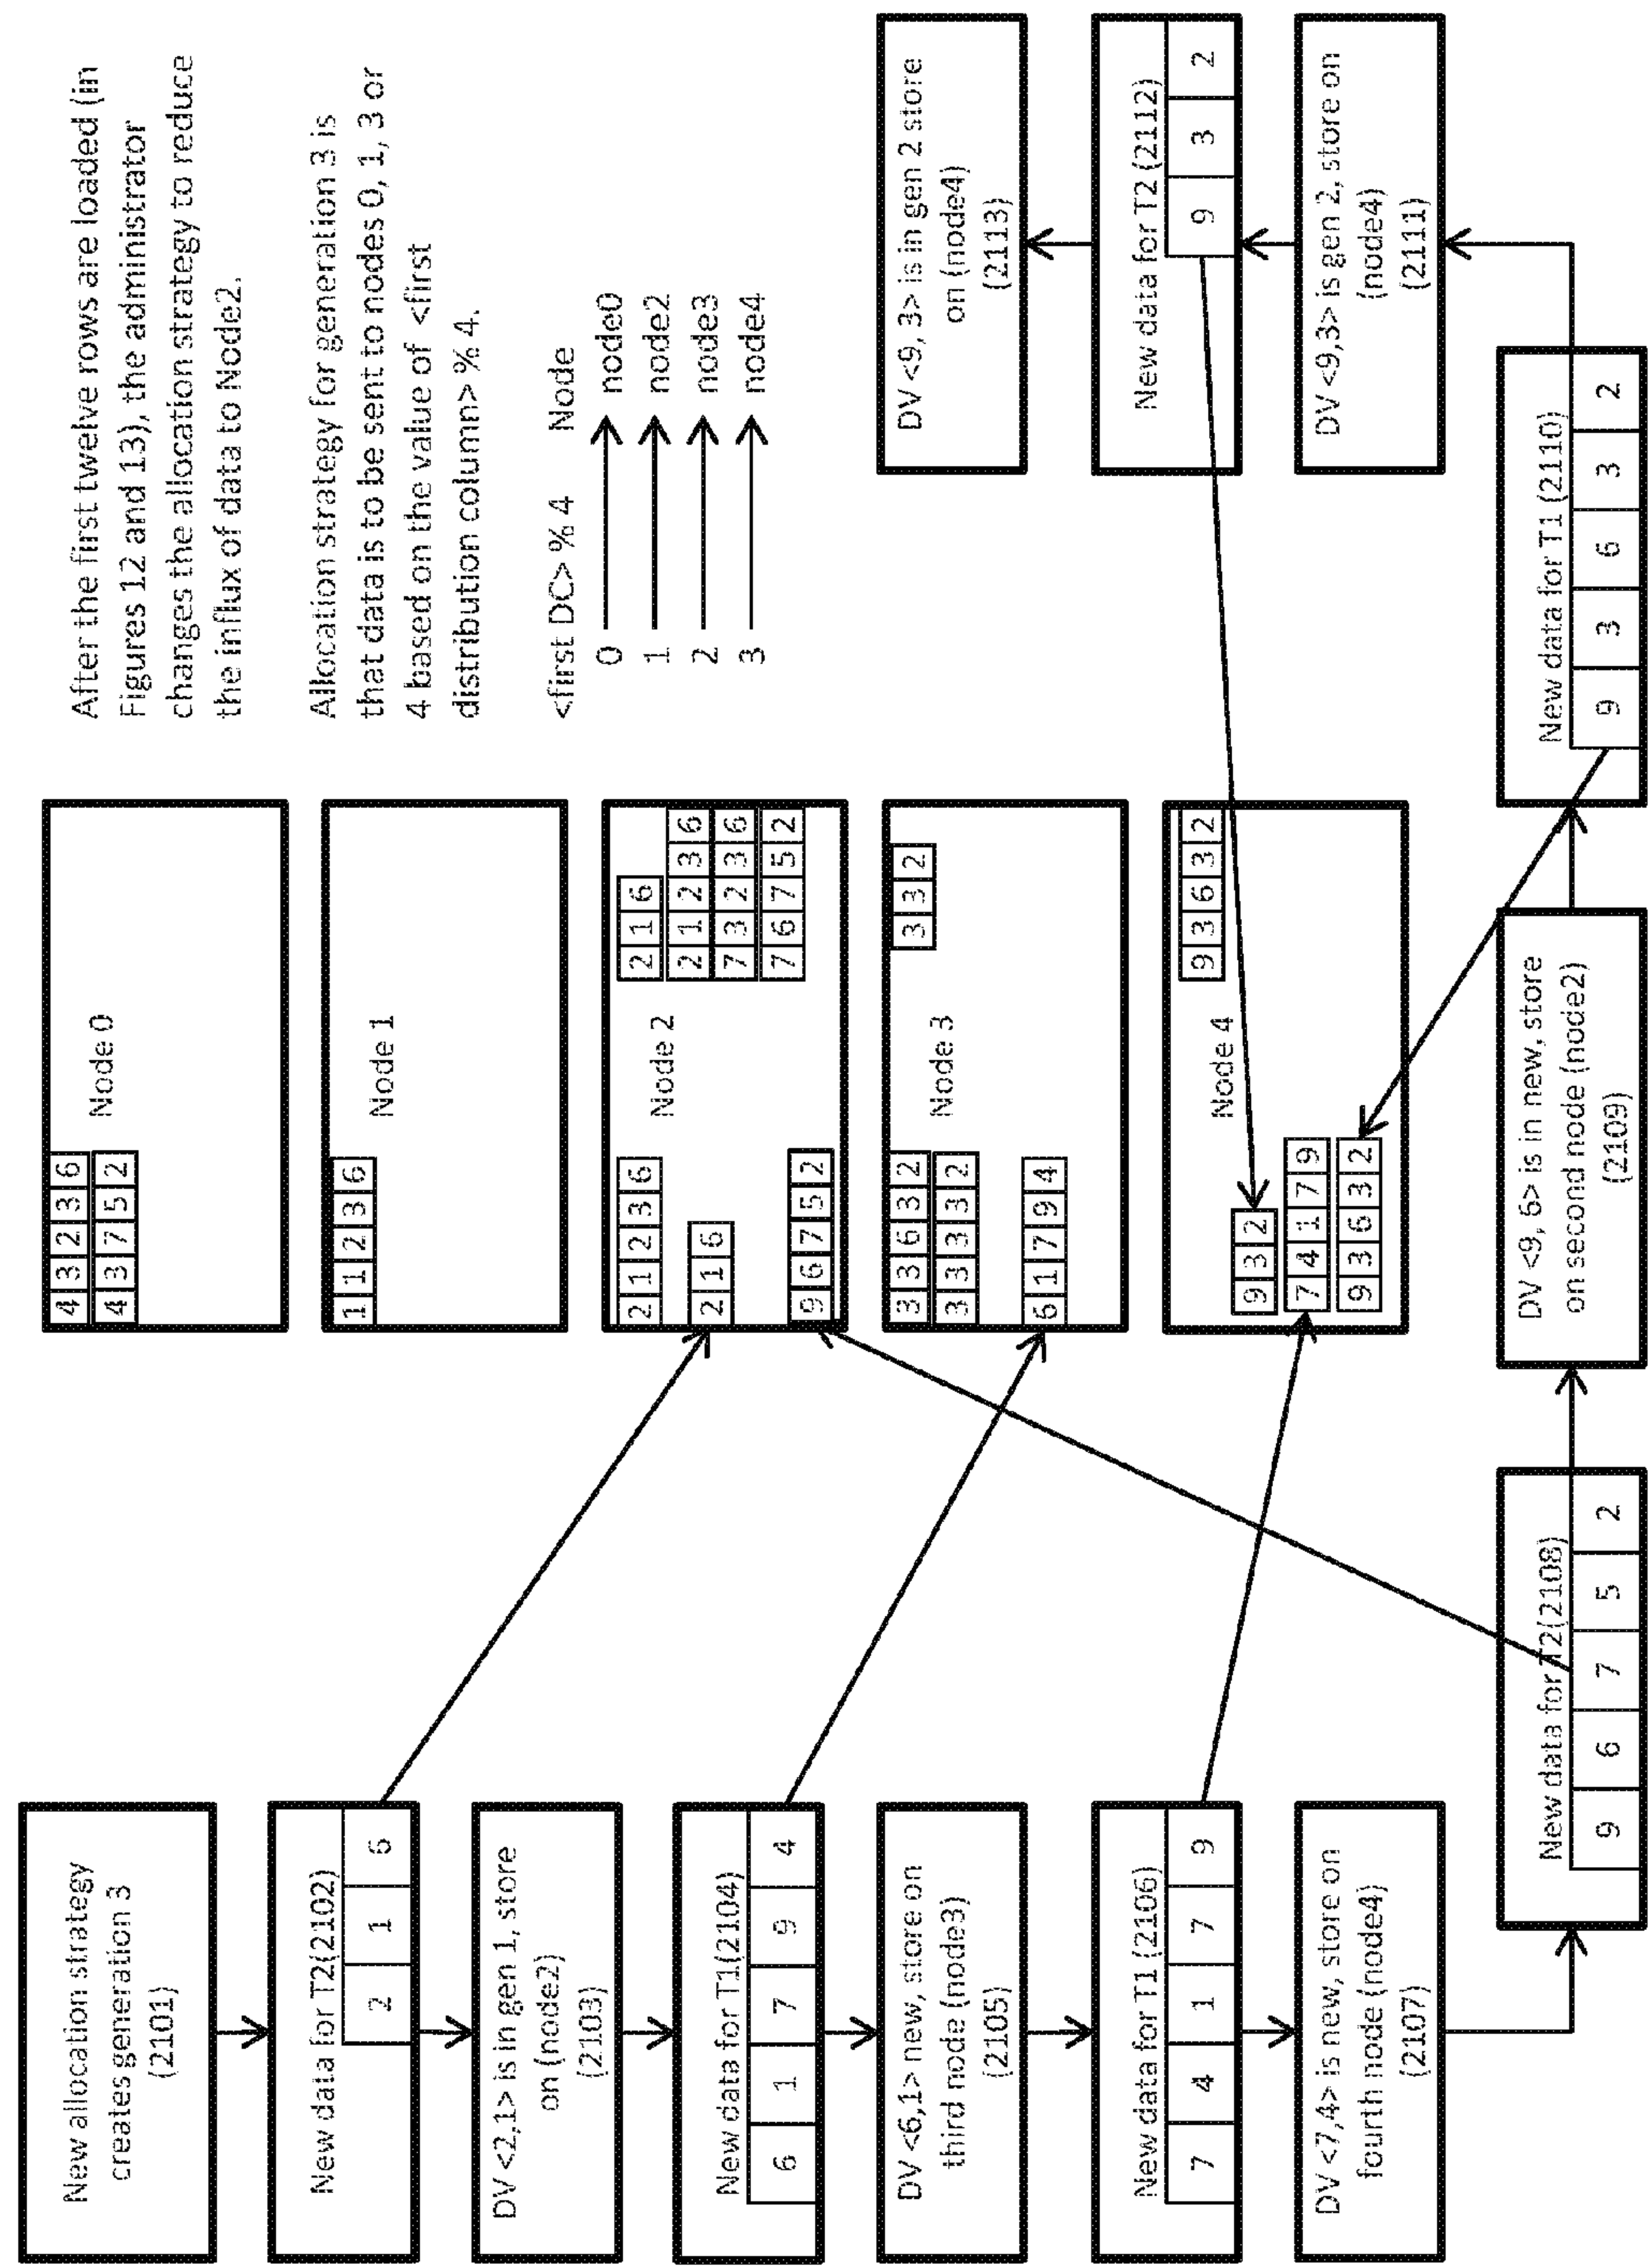 New allocation strategy
creates generation 3
(2101)
New data for T2(2102)
2 1 6
DV <2,1> is in gen 1, store
on (node2)
(2103)
New data for T1(2104)
6 1 7 9 4
DV <6,1> new, store on
third node (node3)
(2105)
New data for T1 (2106)
7 4 1 7 9
DV <7,4> is new, store on
fourth node (node4)
(2107)
New data for T2(2108)
9 6 7 5 2
DV <9, 6> is in new, store
on second node (node2)
(2109)
New data for T1 (2110)
9 3 6 3 2
DV <9,3> is gen 2, store on
(node4)
(2111)
New data for T2 (2112)
9 3 2
DV <9, 3> is in gen 2 store
on (node4)
(2113)
4 3 2 3 6
4 3 7 5 2
Node 0
1 1 2 3 6
Node 1
2 1 2 3 6
2 1 6
9 6 7 5 2
Node 2
2 1 6
2 1 2 3 6
7 3 2 3 6
7 6 7 5 2
3 3 6 3 2
3 3 3 3 2
6 1 7 9 4
Node 3
3 3 2
9 3 2
7 4 1 7 9
9 3 6 3 2
Node 4
9 3 6 3 2
After the first twelve rows are loaded (in
Figures 12 and 13), the administrator
changes the allocation strategy to reduce
the influx of data to Node2.
Allocation strategy for generation 3 is
that data is to be sent to nodes 0, 1, 3 or
4 based on the value of <first
distribution column> % 4.
<first DC> % 4 Node
0 node0
1 node2
2 node3
3 node4